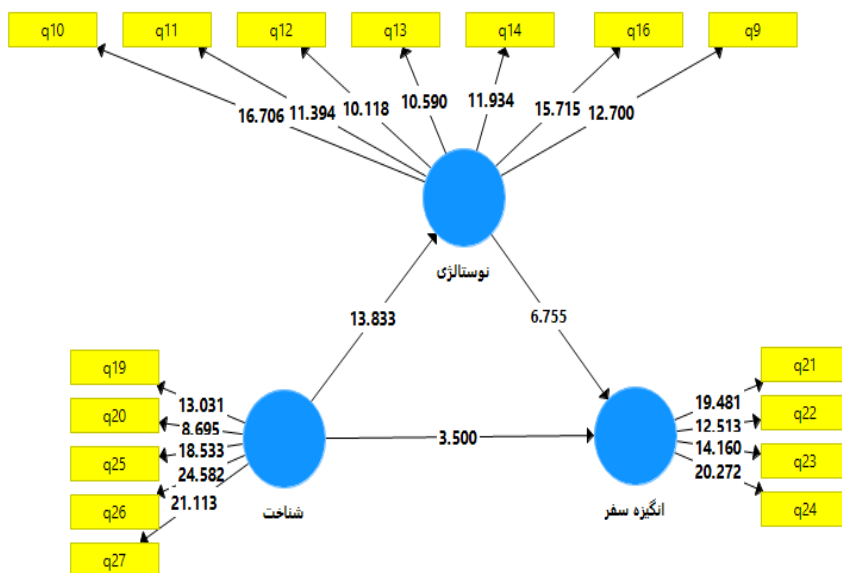 q10 q11 q12 q13 q14 q16 q9
16.706 11.394 10.118 10.590 11.934 15.715 12.700
نوستالژی
13.833 6.755
q19
q20
q25
q26
q27
13.031
8.695
18.533
24.582
21.113
شناخت
3.500
انگیزه سفر
19.481
12.513
14.160
20.272
q21
q22
q23
q24